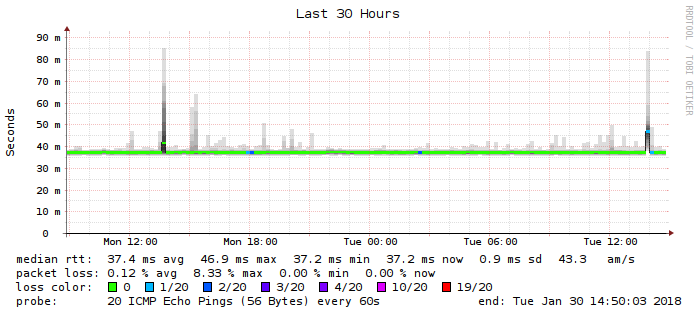 Last 30 Hours
RRDTOOL / TOBI OETIKER
Seconds
90 m
80 m
70 m
60 m
50 m
40 m
30 m
20 m
10 m
0
Mon 12:00 Mon 18:00 Tue 00:00 Tue 06:00 Tue 12:00
median rtt: 37.4 ms avg 46.9 ms max 37.2 ms min 37.2 ms now 0.9 ms sd 43.3 am/s
packet loss: 0.12 % avg 8.33 % max 0.00 % min 0.00 % now
loss color: 0 1/20 2/20 3/20 4/20 10/20 19/20
probe: 20 ICMP Echo Pings (56 Bytes) every 60s end: Tue Jan 30 14:50:03 2018